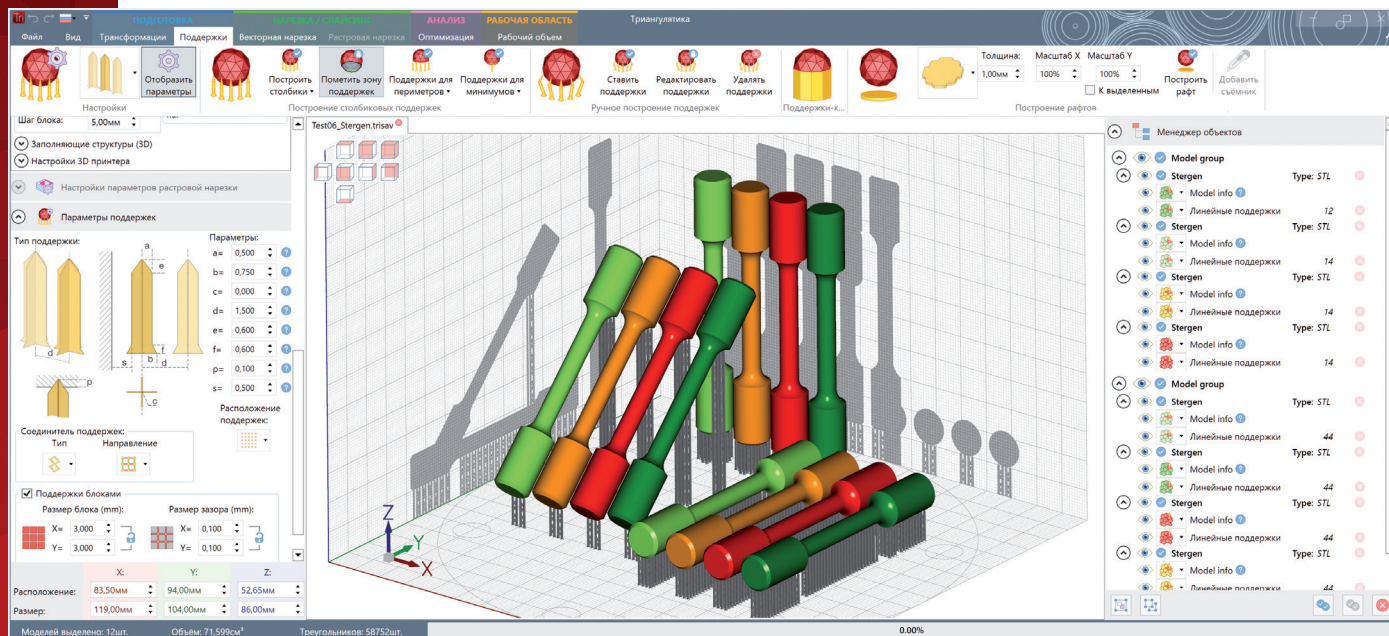 ПОДГОТОВКА НАРЕЗКА / СЛАЙСИНГ АНАЛИЗ РАБОЧАЯ ОБЛАСТЬ Триангулятика
Файл Вид Трансформации Поддержки Векторная нарезка Растровая нарезка Оптимизация Рабочий объем
Отобразить параметры
Построить столбики
Пометить зону поддержек
Поддержки для периметров
Поддержки для минимумов
Ставить поддержки
Редактировать поддержки
Удалять поддержки
Толщина: Масштаб X Масштаб Y
1,00мм 100% 100%
К выделенным
Построить рафт
Добавить съёмник
Настройки Построение столбиковых поддержек Ручное построение поддержек Поддержки-к... Построение рафтов
Шаг блока: 5,00мм
Заполняющие структуры (3D)
Настройки 3D принтера
Настройки параметров растровой нарезки
Параметры поддержек
Тип поддержки: Параметры:
a= 0,500
b= 0,750
c= 0,000
d= 1,500
e= 0,600
f= 0,600
p= 0,100
s= 0,500
a
e
f
d
s b d
p
c
Расположение поддержек:
Соединитель поддержек:
Тип Направление
Поддержки блоками
Размер блока (mm): Размер зазора (mm):
X= 3,000 X= 0,100
Y= 3,000 Y= 0,100
X: Y: Z:
Расположение: 83,50мм 94,00мм 52,65мм
Размер: 119,00мм 104,00мм 86,00мм
Test06_Stergen.trisav
Z
Y
X
Менеджер объектов
Model group
Stergen Type: STL
Model info
Линейные поддержки 12
Stergen Type: STL
Model info
Линейные поддержки 14
Stergen Type: STL
Model info
Линейные поддержки 14
Stergen Type: STL
Model info
Линейные поддержки 14
Model group
Stergen Type: STL
Model info
Линейные поддержки 44
Stergen Type: STL
Model info
Линейные поддержки 44
Stergen Type: STL
Model info
Линейные поддержки 44
Stergen Type: STL
Model info
Линейные поддержки 44
Моделей выделено: 12шт. Объём: 71,599см³ Треугольников: 58752шт. 0.00%